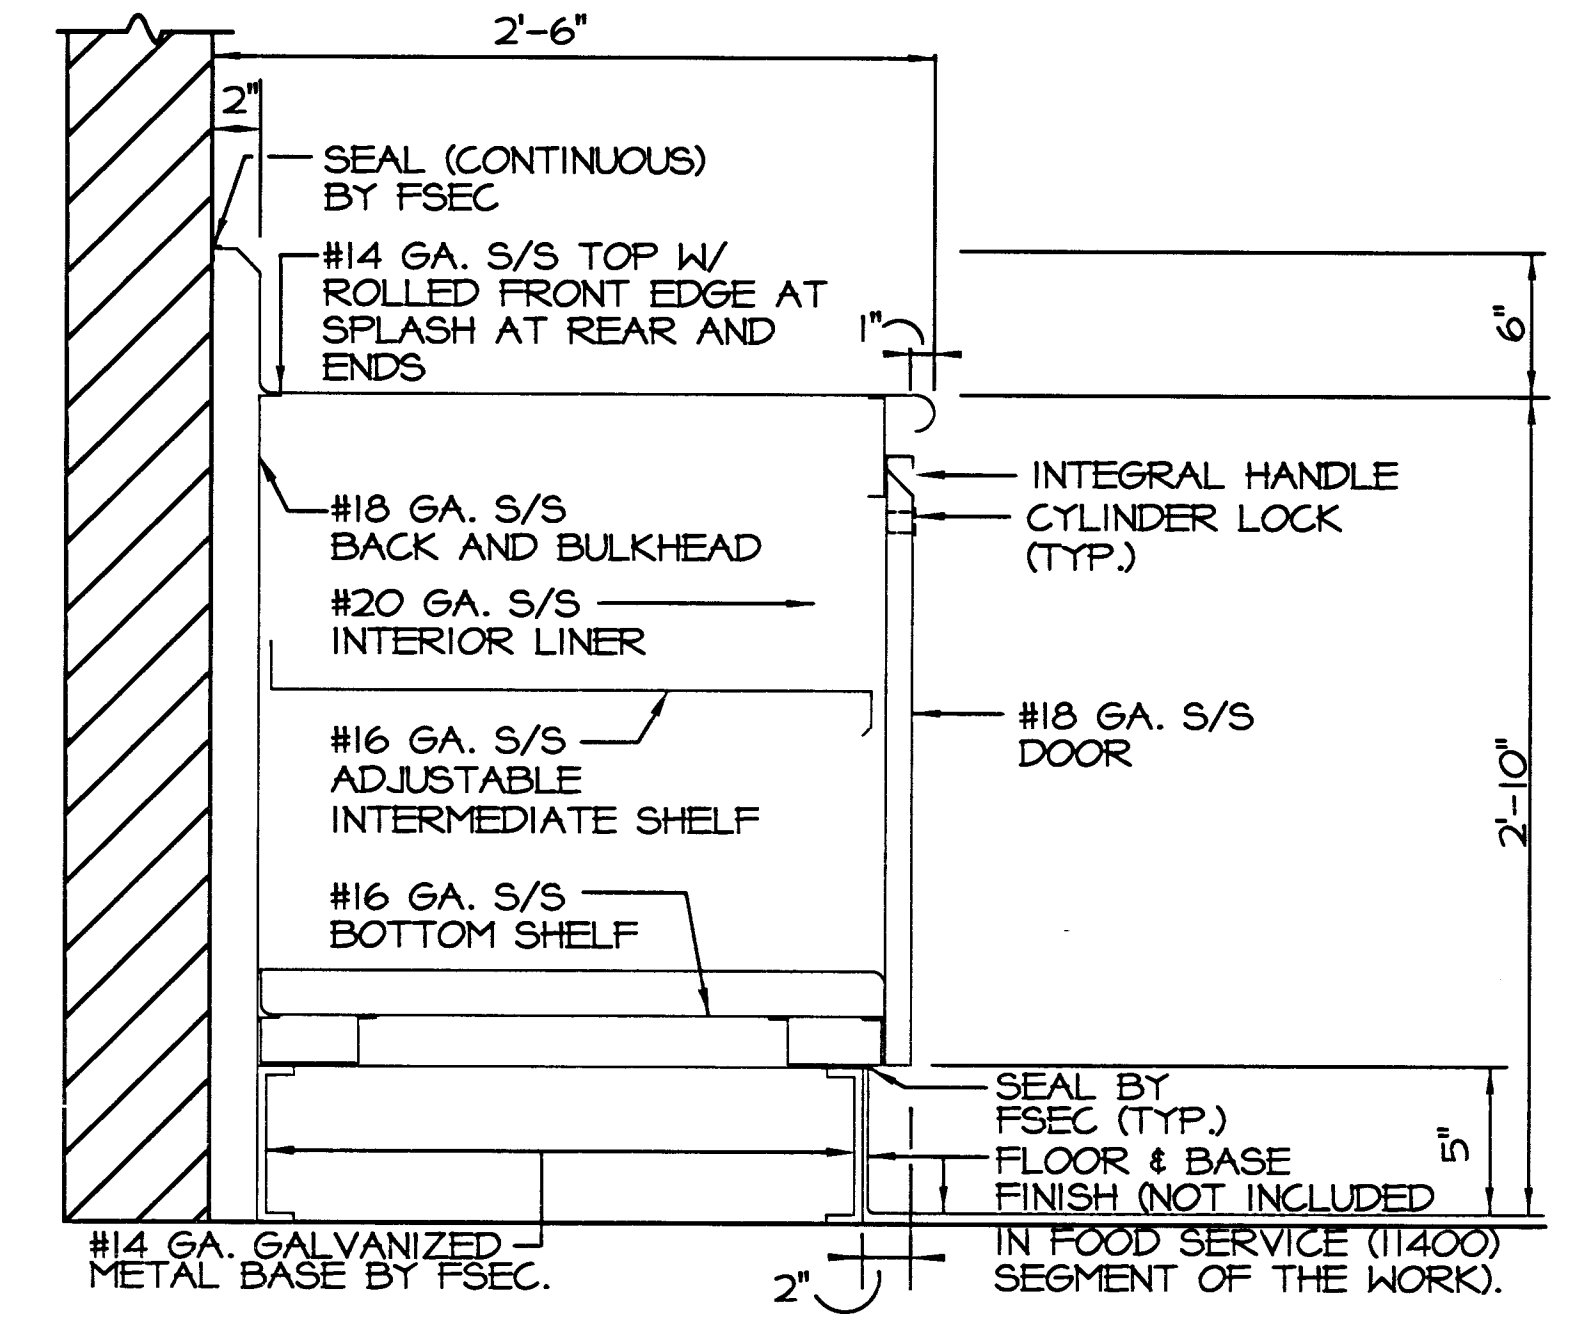 2'-6"
2"
SEAL (CONTINUOUS)
BY FSEC
#14 GA. S/S TOP W/
ROLLED FRONT EDGE AT
SPLASH AT REAR AND
ENDS
1"
6"
#18 GA. S/S
BACK AND BULKHEAD
#20 GA. S/S
INTERIOR LINER
#16 GA. S/S
ADJUSTABLE
INTERMEDIATE SHELF
#16 GA. S/S
BOTTOM SHELF
INTEGRAL HANDLE
CYLINDER LOCK
(TYP.)
#18 GA. S/S
DOOR
2'-10"
SEAL BY
FSEC (TYP.)
FLOOR & BASE
FINISH (NOT INCLUDED
IN FOOD SERVICE (11400)
SEGMENT OF THE WORK).
5"
#14 GA. GALVANIZED
METAL BASE BY FSEC.
2"